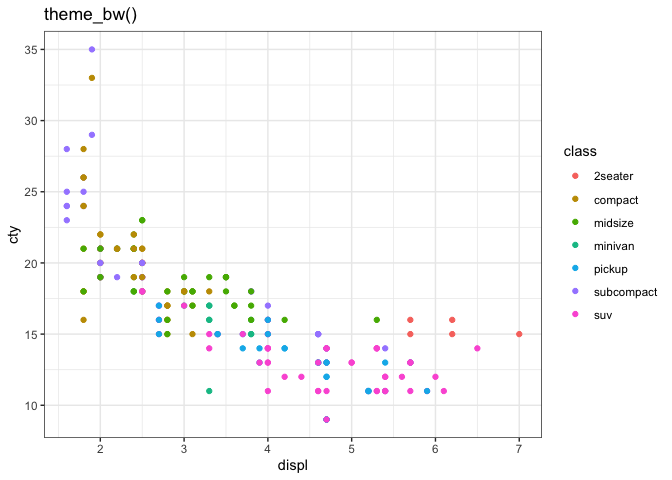 theme_bw()
35
30
25
20
15
10
cty
2 3 4 5 6 7
displ
class
2seater
compact
midsize
minivan
pickup
subcompact
suv